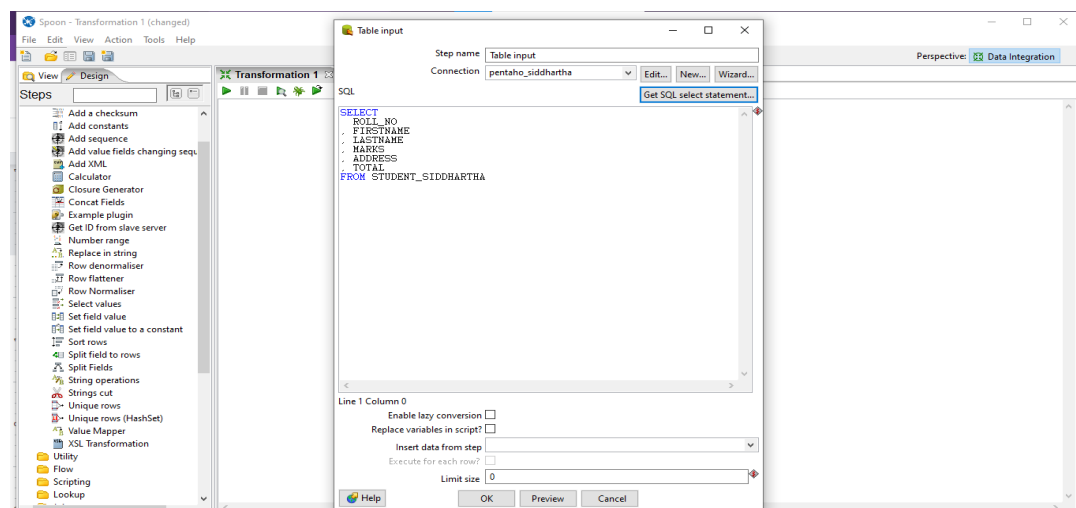 Spoon - Transformation 1 (changed)
File Edit View Action Tools Help
Perspective: Data Integration
View Design
Steps
Add a checksum
Add constants
Add sequence
Add value fields changing sequ
Add XML
Calculator
Closure Generator
Concat Fields
Example plugin
Get ID from slave server
Number range
Replace in string
Row denormaliser
Row flattener
Row Normaliser
Select values
Set field value
Set field value to a constant
Sort rows
Split field to rows
Split Fields
String operations
Strings cut
Unique rows
Unique rows (HashSet)
Value Mapper
XSL Transformation
Utility
Flow
Scripting
Lookup
Transformation 1
Table input
Step name Table input
Connection pentaho_siddhartha Edit... New... Wizard...
SQL Get SQL select statement...
SELECT
ROLL_NO
, FIRSTNAME
, LASTNAME
, MARKS
, ADDRESS
, TOTAL
FROM STUDENT_SIDDHARTHA
Line 1 Column 0
Enable lazy conversion
Replace variables in script?
Insert data from step
Execute for each row?
Limit size 0
Help OK Preview Cancel